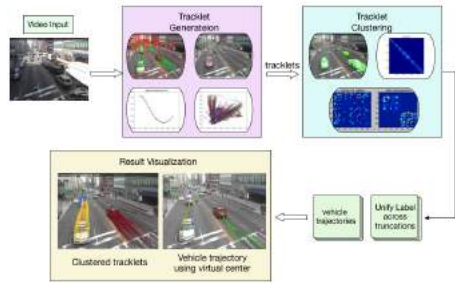 Video Input
Tracklet
Generateion
tracklets
Tracklet
Clustering
Unify Label
across
truncations
vehicle
trajectories
Result Visualization
Clustered tracklets
Vehicle trajectory
using virtual center